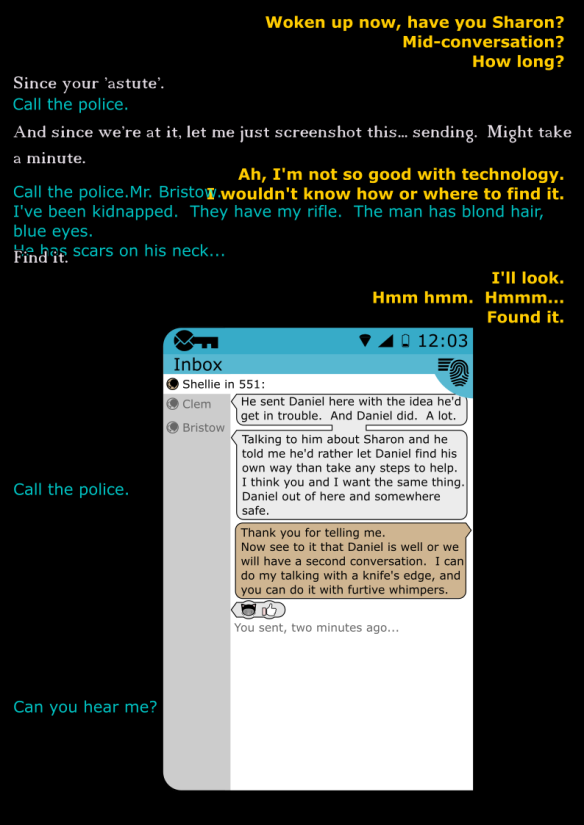 Woken up now, have you Sharon?
Mid-conversation?
How long?
Since your 'astute'.
Call the police.
And since we're at it, let me just screenshot this... sending.  Might take
a minute.
Ah, I'm not so good with technology.
I wouldn't know how or where to find it.
Call the police.Mr. Bristow.
I've been kidnapped.  They have my rifle.  The man has blond hair,
blue eyes.
He has scars on his neck...
Find it.
I'll look.
Hmm hmm.  Hmmm...
Found it.
12:03
Inbox
Shellie in 551:
Clem
Bristow
He sent Daniel here with the idea he'd
get in trouble.  And Daniel did.  A lot.
Talking to him about Sharon and he
told me he'd rather let Daniel find his
own way than take any steps to help.
I think you and I want the same thing.
Daniel out of here and somewhere
safe.
Call the police.
Thank you for telling me.
Now see to it that Daniel is well or we
will have a second conversation.  I can
do my talking with a knife's edge, and
you can do it with furtive whimpers.
You sent, two minutes ago...
Can you hear me?